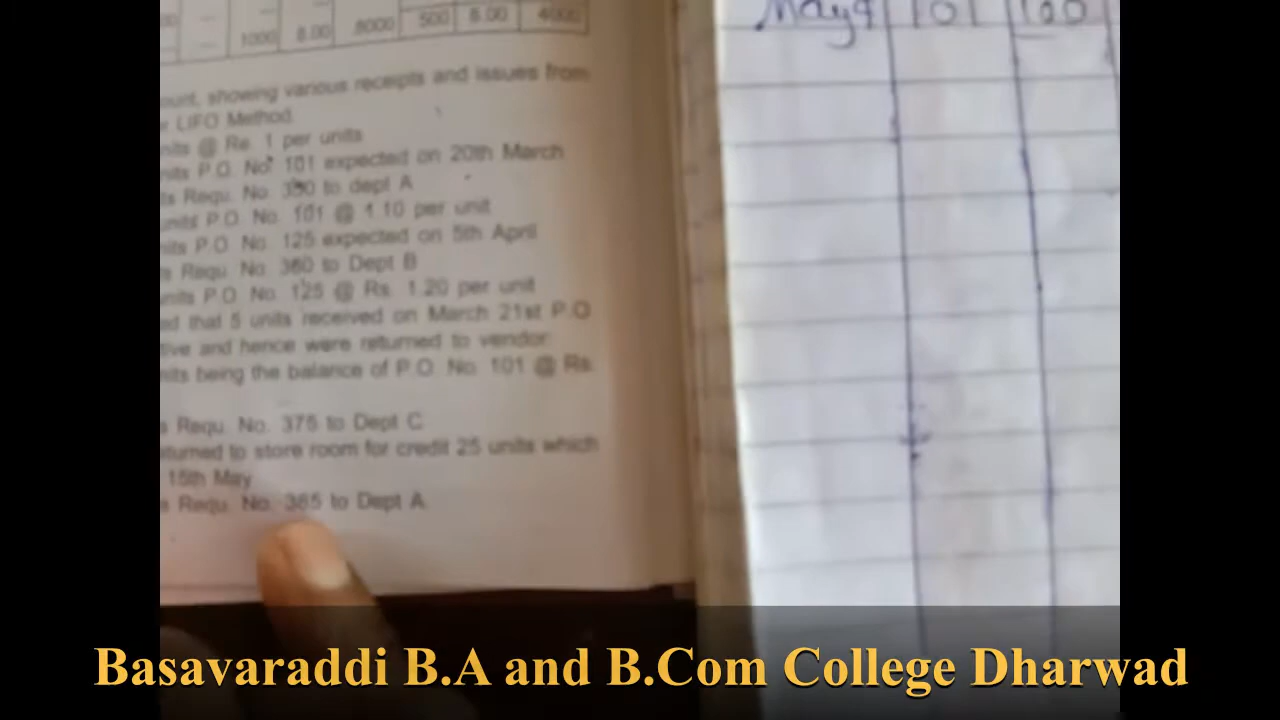 1000 8.00 8000 500 8.00 4000
ount, showing various receipts and issues from
r LIFO Method.
nits @ Re. 1 per units
nits P.O. No. 101 expected on 20th March
ts Requ. No. 330 to dept A
units P.O. No. 101 @ 1.10 per unit
nits P.O. No. 125 expected on 5th April
s Requ. No. 360 to Dept B
units P.O. No. 125 @ Rs. 1.20 per unit
ed that 5 units received on March 21st P.O
tive and hence were returned to vendor.
nits being the balance of P.O. No. 101 @ Rs.
s Requ. No. 375 to Dept C
eturned to store room for credit 25 units which
15th May
s Requ. No. 385 to Dept A
May 9 101 100
Basavaraddi B.A and B.Com College Dharwad